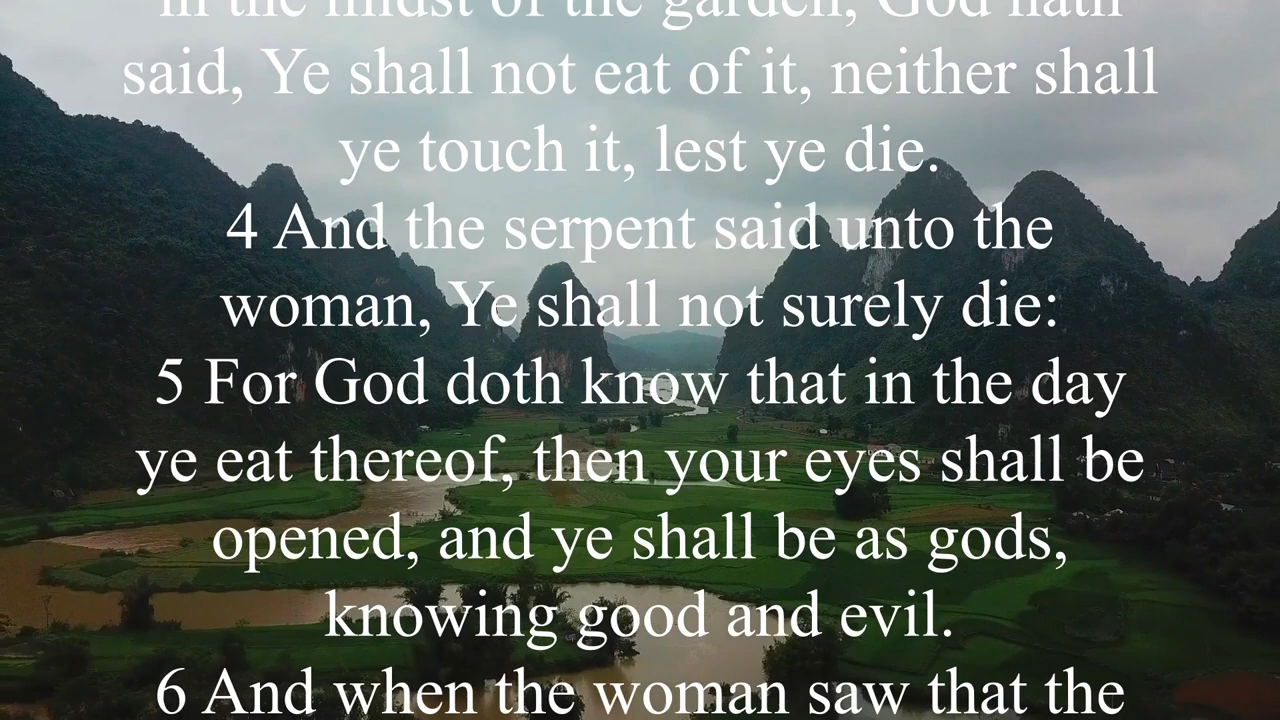 in the midst of the garden, God hath
said, Ye shall not eat of it, neither shall
ye touch it, lest ye die.
4 And the serpent said unto the
woman, Ye shall not surely die:
5 For God doth know that in the day
ye eat thereof, then your eyes shall be
opened, and ye shall be as gods,
knowing good and evil.
6 And when the woman saw that the